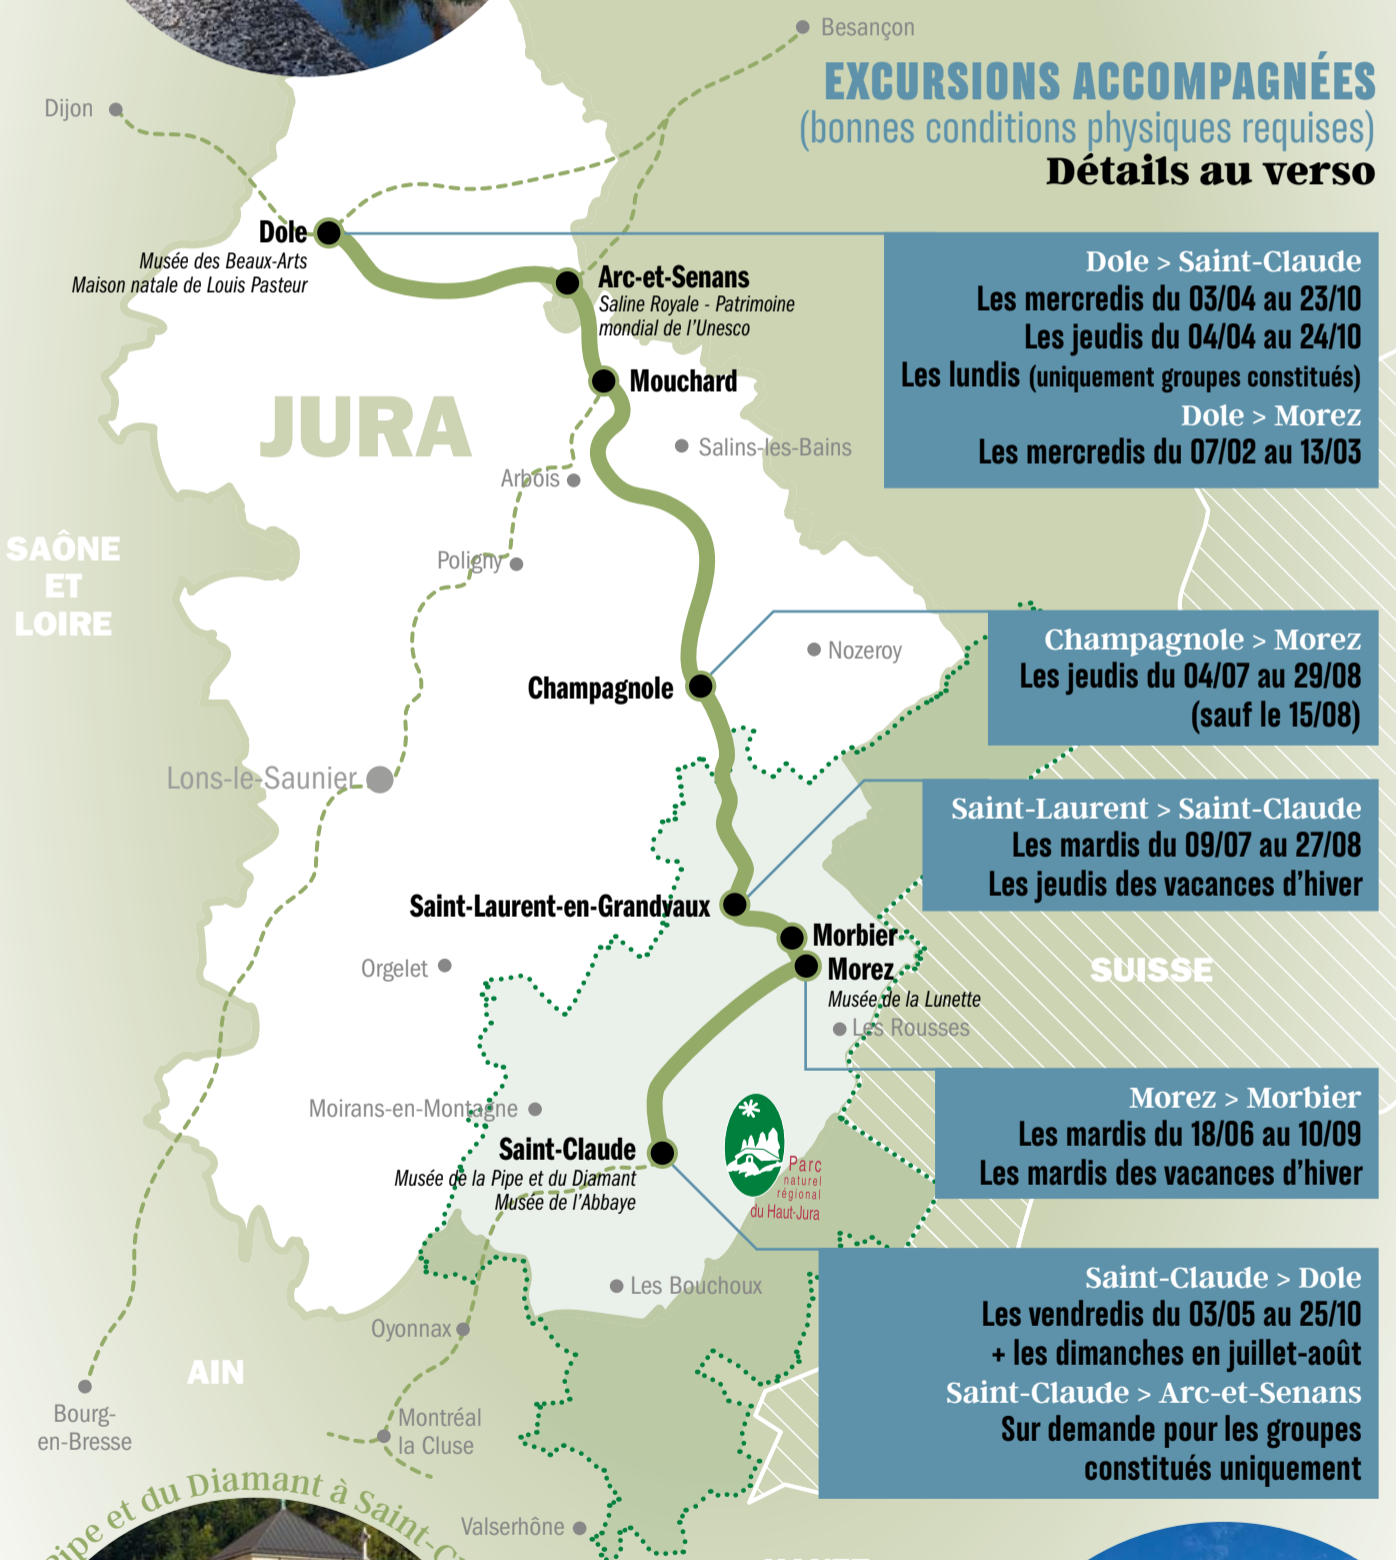 Besançon
EXCURSIONS ACCOMPAGNÉES
(bonnes conditions physiques requises)
Détails au verso
Dijon
Dole
Musée des Beaux-Arts
Maison natale de Louis Pasteur
Arc-et-Senans
Saline Royale - Patrimoine
mondial de l'Unesco
Dole > Saint-Claude
Les mercredis du 03/04 au 23/10
Les jeudis du 04/04 au 24/10
Les lundis (uniquement groupes constitués)
Dole > Morez
Les mercredis du 07/02 au 13/03
Mouchard
JURA
Salins-les-Bains
Arbois
Poligny
SAÔNE
ET
LOIRE
Champagnole > Morez
Les jeudis du 04/07 au 29/08
(sauf le 15/08)
Nozeroy
Champagnole
Lons-le-Saunier
Saint-Laurent > Saint-Claude
Les mardis du 09/07 au 27/08
Les jeudis des vacances d'hiver
Saint-Laurent-en-Grandvaux
Morbier
Morez
Musée de la Lunette
Les Rousses
Orgelet
SUISSE
Morez > Morbier
Les mardis du 18/06 au 10/09
Les mardis des vacances d'hiver
Moirans-en-Montagne
Saint-Claude
Musée de la Pipe et du Diamant
Musée de l'Abbaye
Parc
naturel
régional
du Haut-Jura
Saint-Claude > Dole
Les vendredis du 03/05 au 25/10
+ les dimanches en juillet-août
Saint-Claude > Arc-et-Senans
Sur demande pour les groupes
constitués uniquement
Les Bouchoux
Oyonnax
AIN
Bourg-
en-Bresse
Montréal
la Cluse
pipe et du Diamant à Saint-C
Valserhône